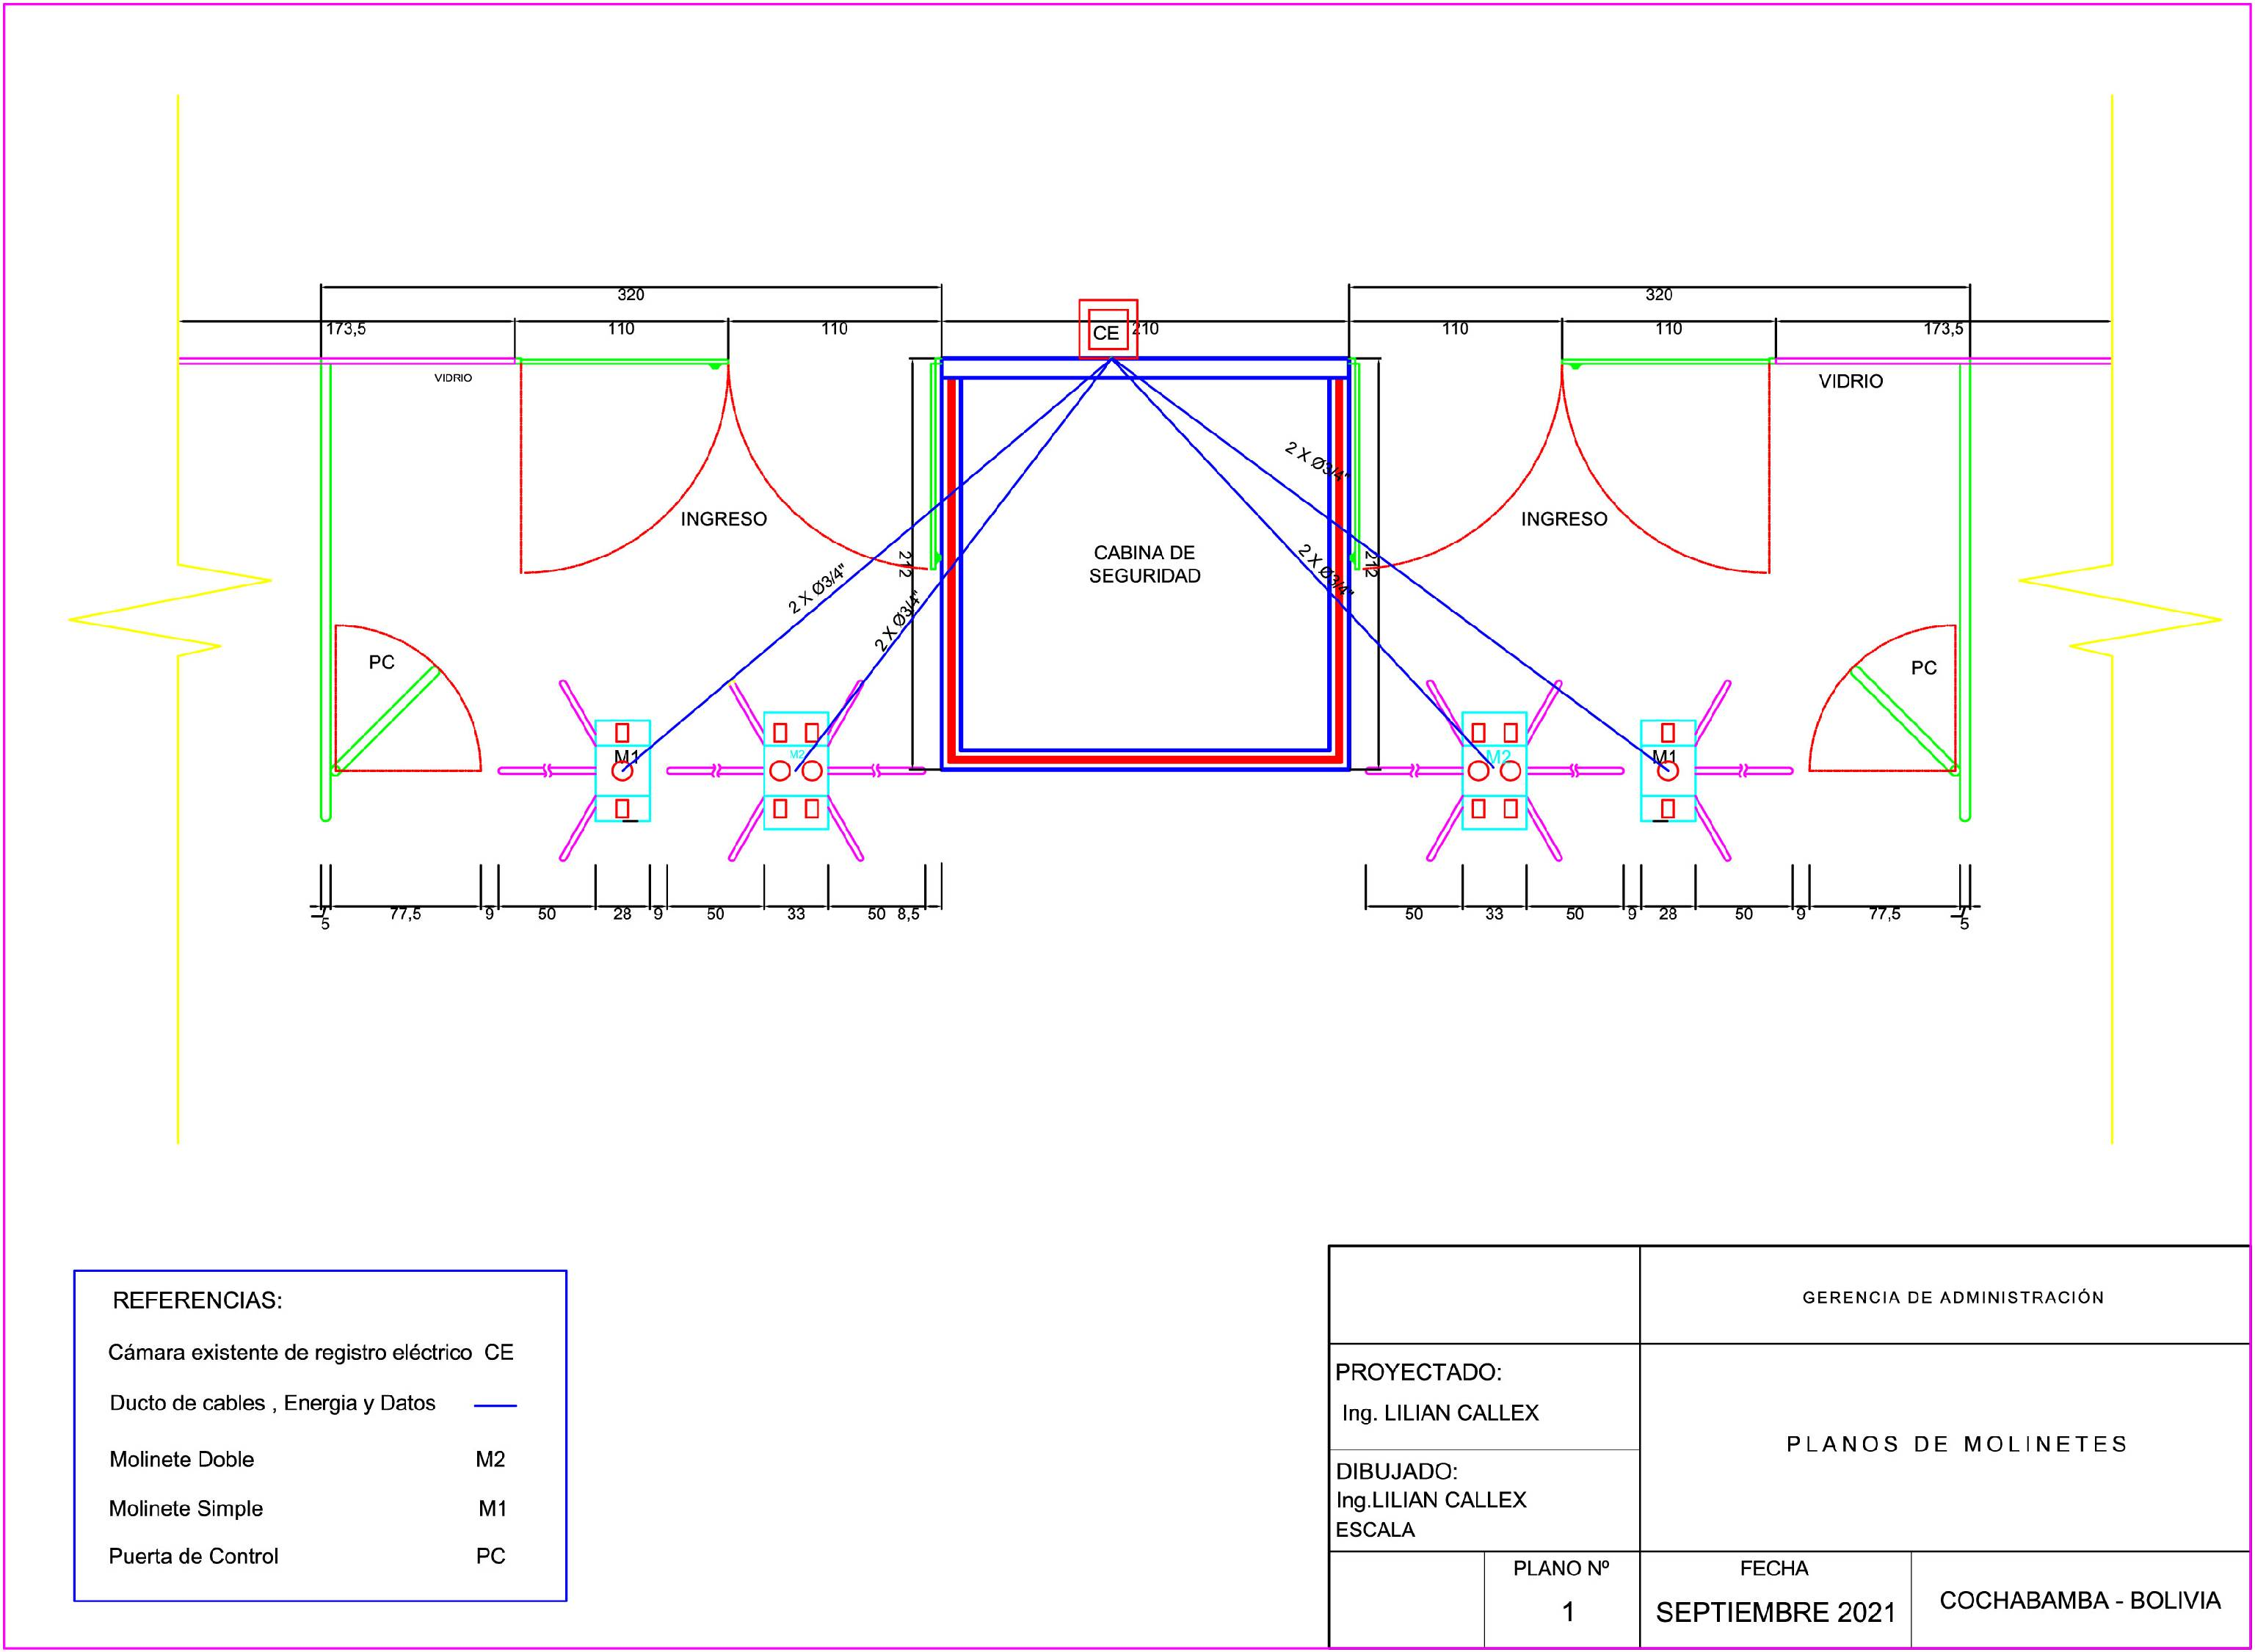 320
320
173,5
110
110
CE
210
110
110
173,5
VIDRIO
VIDRIO
2 X Ø3/4"
INGRESO
INGRESO
CABINA DE
SEGURIDAD
212
212
2 X Ø3/4"
2 X Ø3/4"
2 X Ø3/4"
PC
PC
M1
M2
M2
M1
5
77,5
9
50
28
9
50
33
50
8,5
50
33
50
9
28
50
9
77,5
5
REFERENCIAS:
Cámara existente de registro eléctrico CE
Ducto de cables , Energia y Datos
Molinete Doble M2
Molinete Simple M1
Puerta de Control PC
GERENCIA DE ADMINISTRACIÓN
PROYECTADO:
Ing. LILIAN CALLEX
PLANOS DE MOLINETES
DIBUJADO:
Ing.LILIAN CALLEX
ESCALA
PLANO Nº
1
FECHA
SEPTIEMBRE 2021
COCHABAMBA - BOLIVIA